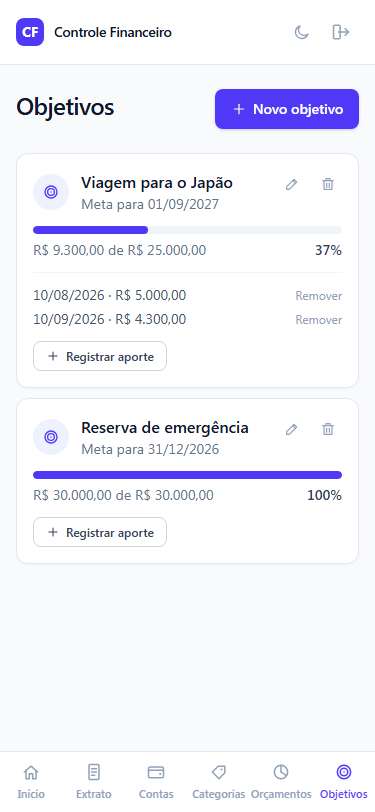 CF Controle Financeiro
Objetivos
+ Novo objetivo
Viagem para o Japão
Meta para 01/09/2027
R$ 9.300,00 de R$ 25.000,00 37%
10/08/2026 · R$ 5.000,00 Remover
10/09/2026 · R$ 4.300,00 Remover
+ Registrar aporte
Reserva de emergência
Meta para 31/12/2026
R$ 30.000,00 de R$ 30.000,00 100%
+ Registrar aporte
Início Extrato Contas Categorias Orçamentos Objetivos